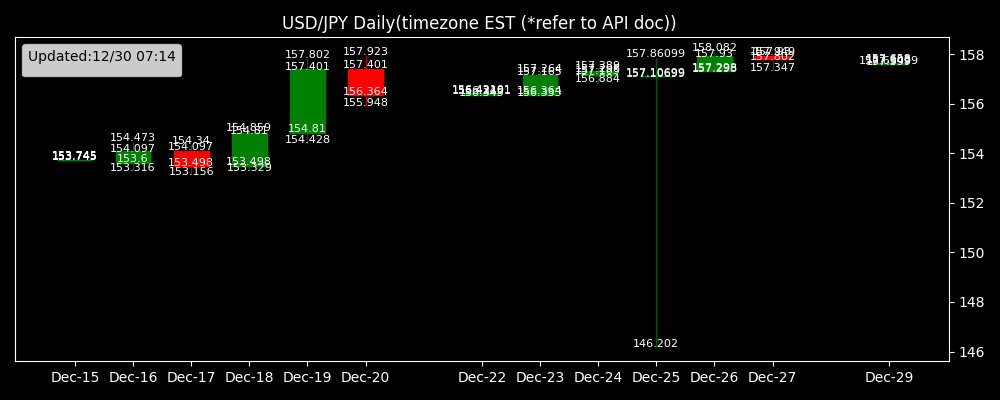 USD/JPY Daily(timezone EST (*refer to API doc))
Updated:12/30 07:14
153.745
154.473
154.097
153.6
153.316
154.34
154.097
153.498
153.156
154.859
154.81
153.498
153.329
157.802
157.401
154.81
154.428
157.923
157.401
156.364
155.948
157.264
157.165
156.364
157.389
156.884
157.86099
157.10699
146.202
158.082
157.93
157.298
157.802
157.347
158
156
154
152
150
148
146
Dec-15
Dec-16
Dec-17
Dec-18
Dec-19
Dec-20
Dec-22
Dec-23
Dec-24
Dec-25
Dec-26
Dec-27
Dec-29